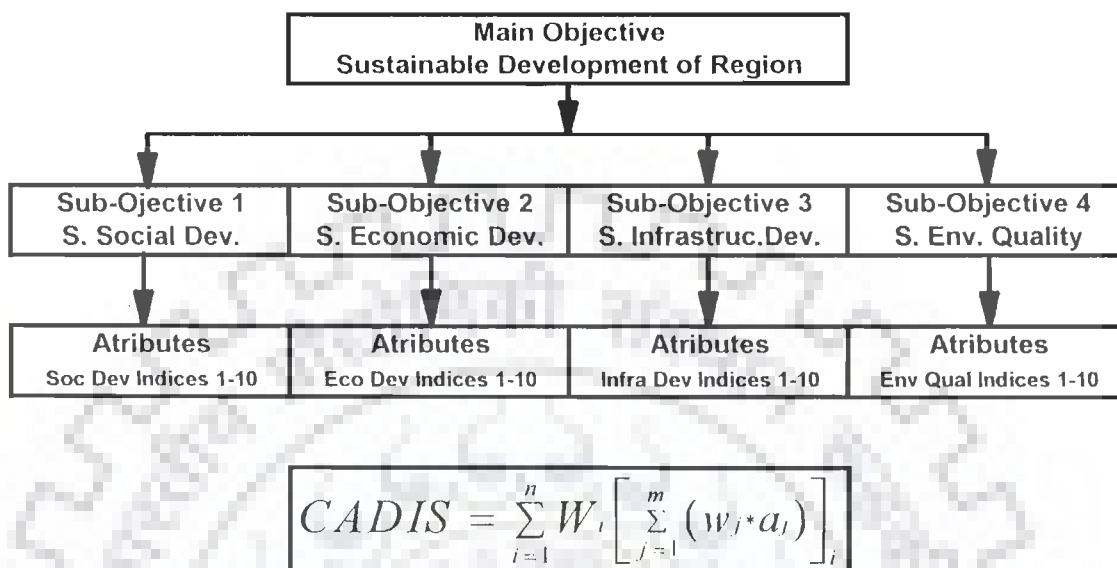 Main Objective
Sustainable Development of Region
Sub-Ojective 1
S. Social Dev.
Sub-Objective 2
S. Economic Dev.
Sub-Objective 3
S. Infrastruc.Dev.
Sub-Objective 4
S. Env. Quality
Atributes
Soc Dev Indices 1-10
Atributes
Eco Dev Indices 1-10
Atributes
Infra Dev Indices 1-10
Atributes
Env Qual Indices 1-10
CADIS = \sum_{i=1}^{n} W_i [ \sum_{j=1}^{m} (w_j * a_j) ]_i